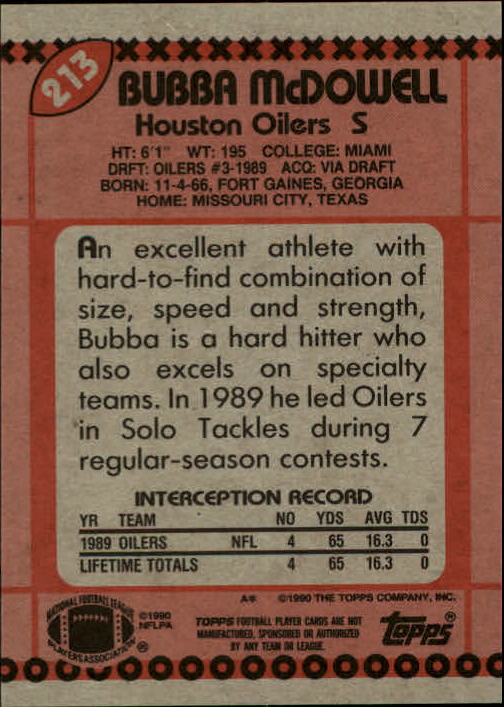 213
BUBBA McDOWELL
Houston Oilers S
HT: 6'1" WT: 195 COLLEGE: MIAMI
DRFT: OILERS #3-1989 ACQ: VIA DRAFT
BORN: 11-4-66, FORT GAINES, GEORGIA
HOME: MISSOURI CITY, TEXAS
An excellent athlete with
hard-to-find combination of
size, speed and strength,
Bubba is a hard hitter who
also excels on specialty
teams. In 1989 he led Oilers
in Solo Tackles during 7
regular-season contests.
INTERCEPTION RECORD
YR TEAM NO YDS AVG TDS
1989 OILERS NFL 4 65 16.3 0
LIFETIME TOTALS 4 65 16.3 0
A* ©1990 THE TOPPS COMPANY, INC.
NATIONAL FOOTBALL LEAGUE
PLAYERS ASSOCIATION ®
©1990
NFLPA
TOPPS FOOTBALL PLAYER CARDS ARE NOT
MANUFACTURED, SPONSORED OR AUTHORIZED
BY ANY TEAM OR LEAGUE.
topps®